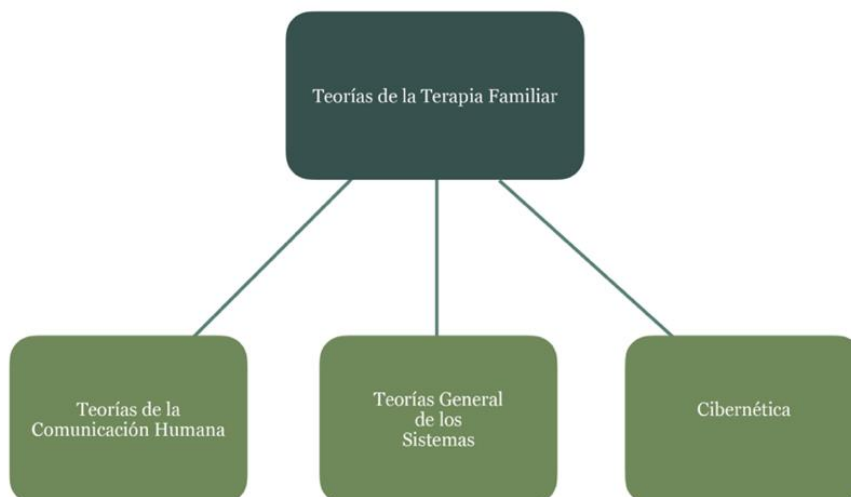 Teorías de la Terapia Familiar
Teorías de la
Comunicación Humana
Teorías General
de los
Sistemas
Cibernética